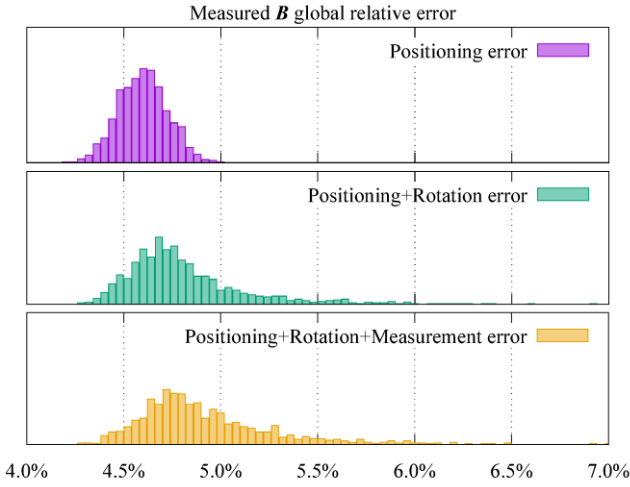 Measured B global relative error
Positioning error
Positioning+Rotation error
Positioning+Rotation+Measurement error
4.0% 4.5% 5.0% 5.5% 6.0% 6.5% 7.0%